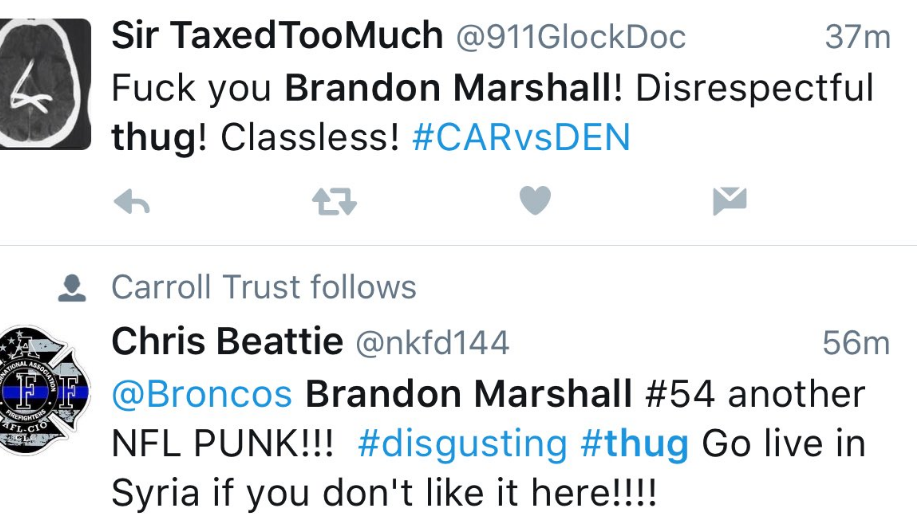 Sir TaxedTooMuch @911GlockDoc 37m
Fuck you Brandon Marshall! Disrespectful
thug! Classless! #CARvsDEN
Carroll Trust follows
Chris Beattie @nkfd144 56m
@Broncos Brandon Marshall #54 another
NFL PUNK!!! #disgusting #thug Go live in
Syria if you don't like it here!!!!